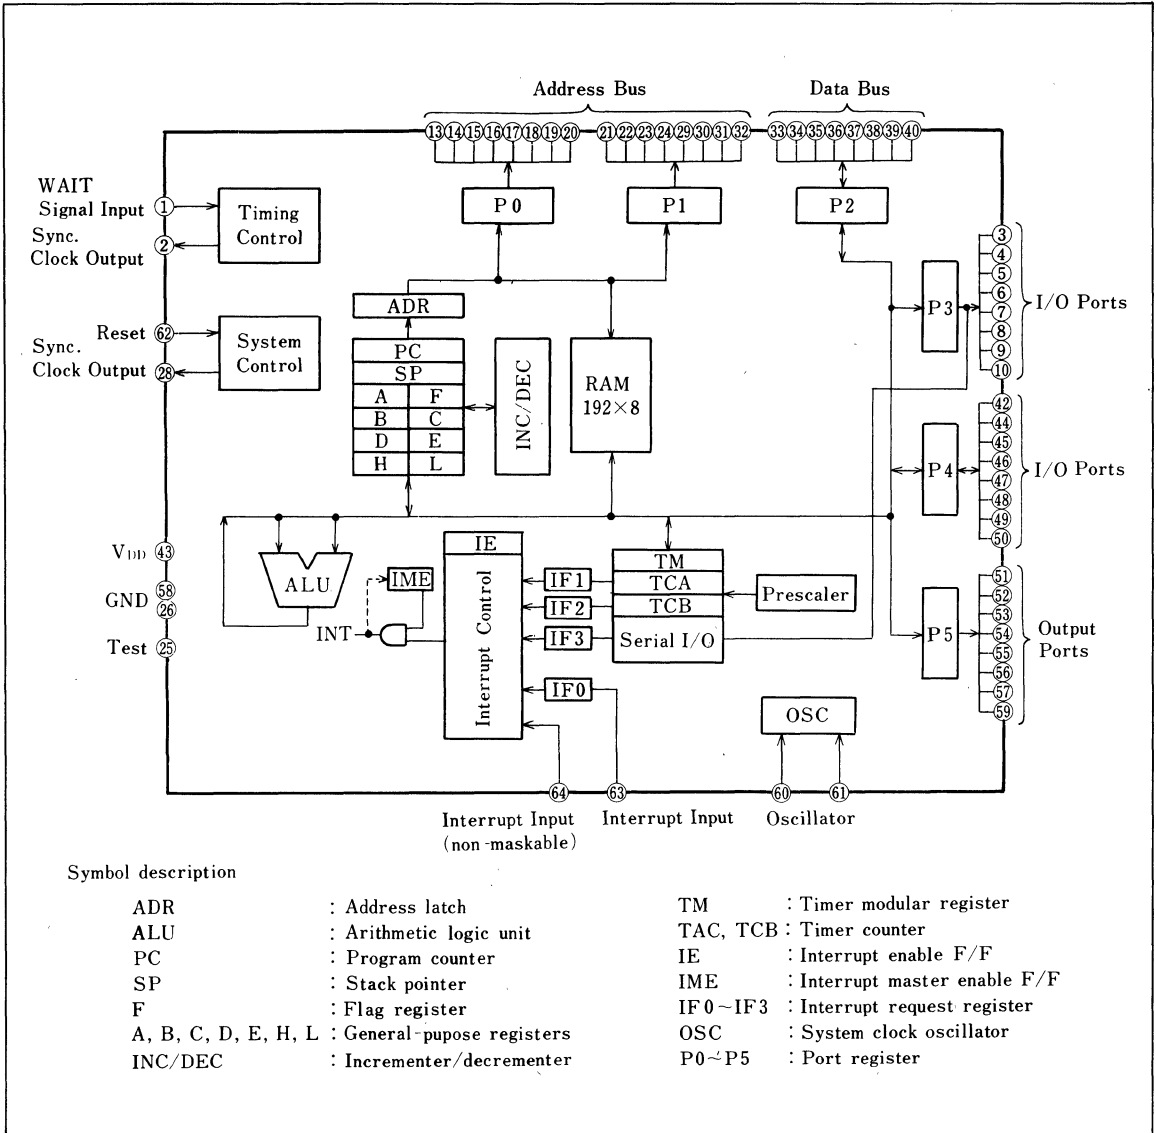 Address Bus
Data Bus
13 14 15 16 17 18 19 20
21 22 23 24 29 30 31 32
33 34 35 36 37 38 39 40
WAIT
Signal Input
1
Sync.
Clock Output
2
Timing
Control
P0
P1
P2
Reset
62
Sync.
Clock Output
28
System
Control
ADR
PC
SP
A F
B C
D E
H L
INC/DEC
RAM
192×8
P3
3
4
5
6
7
8
9
10
I/O Ports
P4
42
44
45
46
47
48
49
50
I/O Ports
P5
51
52
53
54
55
56
57
59
Output
Ports
VDD
43
GND
58
26
Test
25
ALU
IME
INT
IE
Interrupt Control
IF1
IF2
IF3
IF0
TM
TCA
TCB
Serial I/O
Prescaler
OSC
64
63
60
61
Interrupt Input
(non-maskable)
Interrupt Input
Oscillator
Symbol description
ADR : Address latch
ALU : Arithmetic logic unit
PC : Program counter
SP : Stack pointer
F : Flag register
A, B, C, D, E, H, L : General-pupose registers
INC/DEC : Incrementer/decrementer
TM : Timer modular register
TAC, TCB : Timer counter
IE : Interrupt enable F/F
IME : Interrupt master enable F/F
IF0~IF3 : Interrupt request register
OSC : System clock oscillator
P0~P5 : Port register